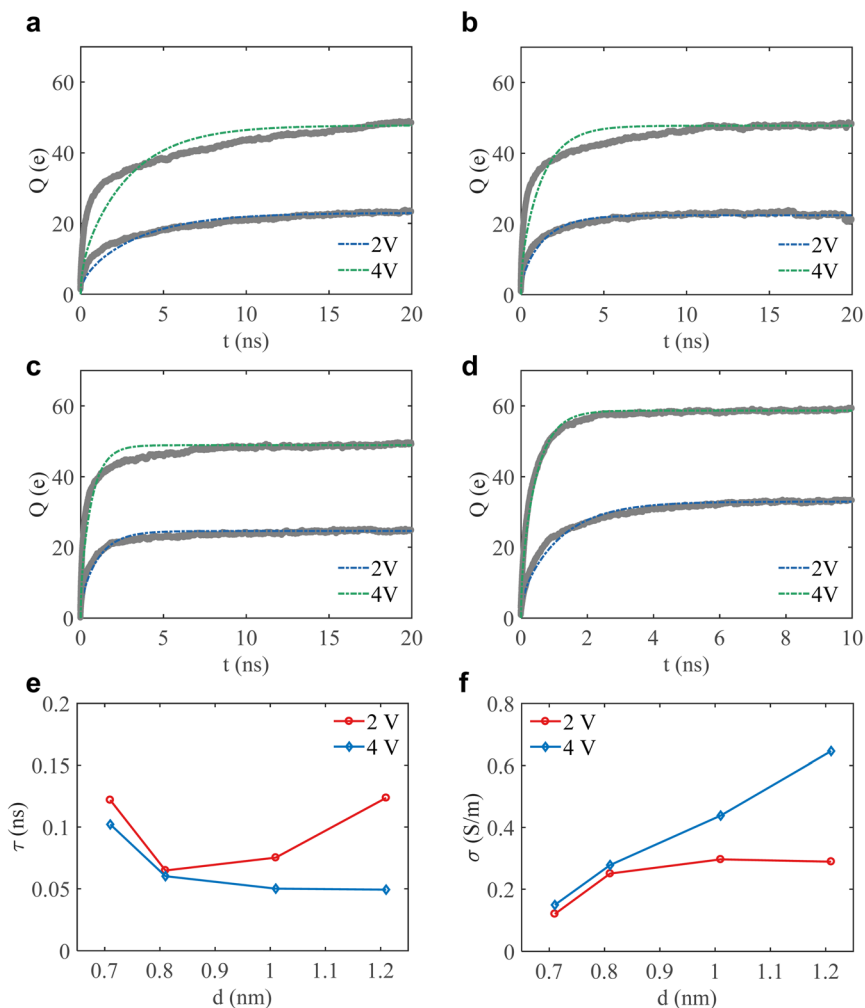 a
60
40
20
0
Q (e)
2V
4V
0 5 10 15 20
t (ns)
b
60
40
20
0
Q (e)
2V
4V
0 5 10 15 20
t (ns)
c
60
40
20
0
Q (e)
2V
4V
0 5 10 15 20
t (ns)
d
60
40
20
0
Q (e)
2V
4V
0 2 4 6 8 10
t (ns)
e
0.2
0.15
0.1
0.05
0
τ (ns)
2 V
4 V
0.7 0.8 0.9 1 1.1 1.2
d (nm)
f
0.8
0.6
0.4
0.2
0
σ (S/m)
2 V
4 V
0.7 0.8 0.9 1 1.1 1.2
d (nm)